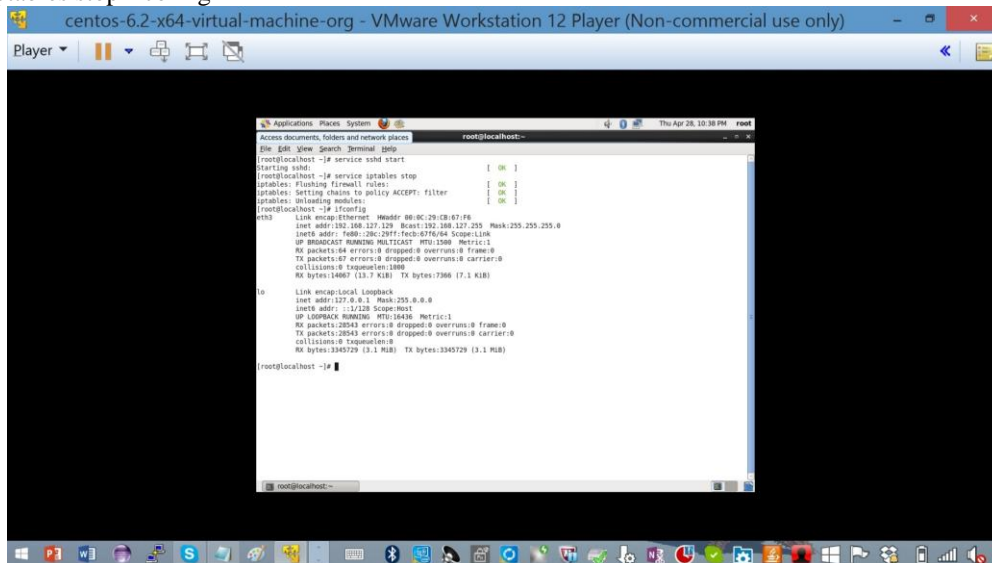 centos-6.2-x64-virtual-machine-org - VMware Workstation 12 Player (Non-commercial use only)
Player
Applications Places System
Thu Apr 28, 10:38 PM root
Access documents, folders and network places
root@localhost:~
File Edit View Search Terminal Help
[root@localhost ~]# service sshd start
Starting sshd: [ OK ]
[root@localhost ~]# service iptables stop
iptables: Flushing firewall rules: [ OK ]
iptables: Setting chains to policy ACCEPT: filter [ OK ]
iptables: Unloading modules: [ OK ]
[root@localhost ~]# ifconfig
eth3 Link encap:Ethernet HWaddr 00:0C:29:CB:67:F6
inet addr:192.168.127.129 Bcast:192.168.127.255 Mask:255.255.255.0
inet6 addr: fe80::20c:29ff:fecb:67f6/64 Scope:Link
UP BROADCAST RUNNING MULTICAST MTU:1500 Metric:1
RX packets:64 errors:0 dropped:0 overruns:0 frame:0
TX packets:67 errors:0 dropped:0 overruns:0 carrier:0
collisions:0 txqueuelen:1000
RX bytes:14067 (13.7 KiB) TX bytes:7366 (7.1 KiB)
lo Link encap:Local Loopback
inet addr:127.0.0.1 Mask:255.0.0.0
inet6 addr: ::1/128 Scope:Host
UP LOOPBACK RUNNING MTU:16436 Metric:1
RX packets:28543 errors:0 dropped:0 overruns:0 frame:0
TX packets:28543 errors:0 dropped:0 overruns:0 carrier:0
collisions:0 txqueuelen:0
RX bytes:3345729 (3.1 MiB) TX bytes:3345729 (3.1 MiB)
[root@localhost ~]#
root@localhost:~